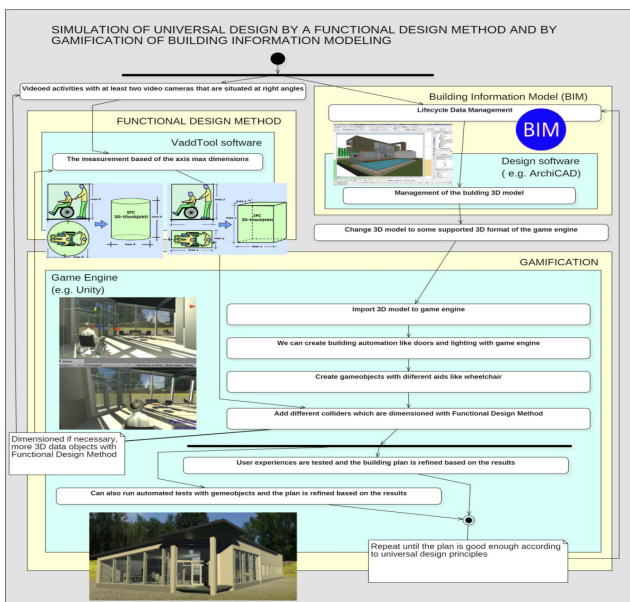 SIMULATION OF UNIVERSAL DESIGN BY A FUNCTIONAL DESIGN METHOD AND BY
GAMIFICATION OF BUILDING INFORMATION MODELING
Videoed activities with at least two video cameras that are situated at right angles
Building Information Model (BIM)
Lifecycle Data Management
BIM
FUNCTIONAL DESIGN METHOD
VaddTool software
The measurement based of the axis max dimensions
IFC
3D-tilaobjekti
IFC
3D-tilaobjekti
Design software
( e.g. ArchiCAD)
Management of the bulding 3D model
Change 3D model to some supported 3D format of the game engine
GAMIFICATION
Game Engine
(e.g. Unity)
Import 3D model to game engine
We can create building automation like doors and lighting with game engine
Create gameobjects with diiferent aids like wheelchair
Add different colliders which are dimensioned with Functional Design Method
Dimensioned if necessary,
more 3D data objects with
Functional Design Method
User experiences are tested and the building plan is refined based on the results
Can also run automated tests with gemeobjects and the plan is refined based on the results
Repeat until the plan is good enough according
to universal design principles